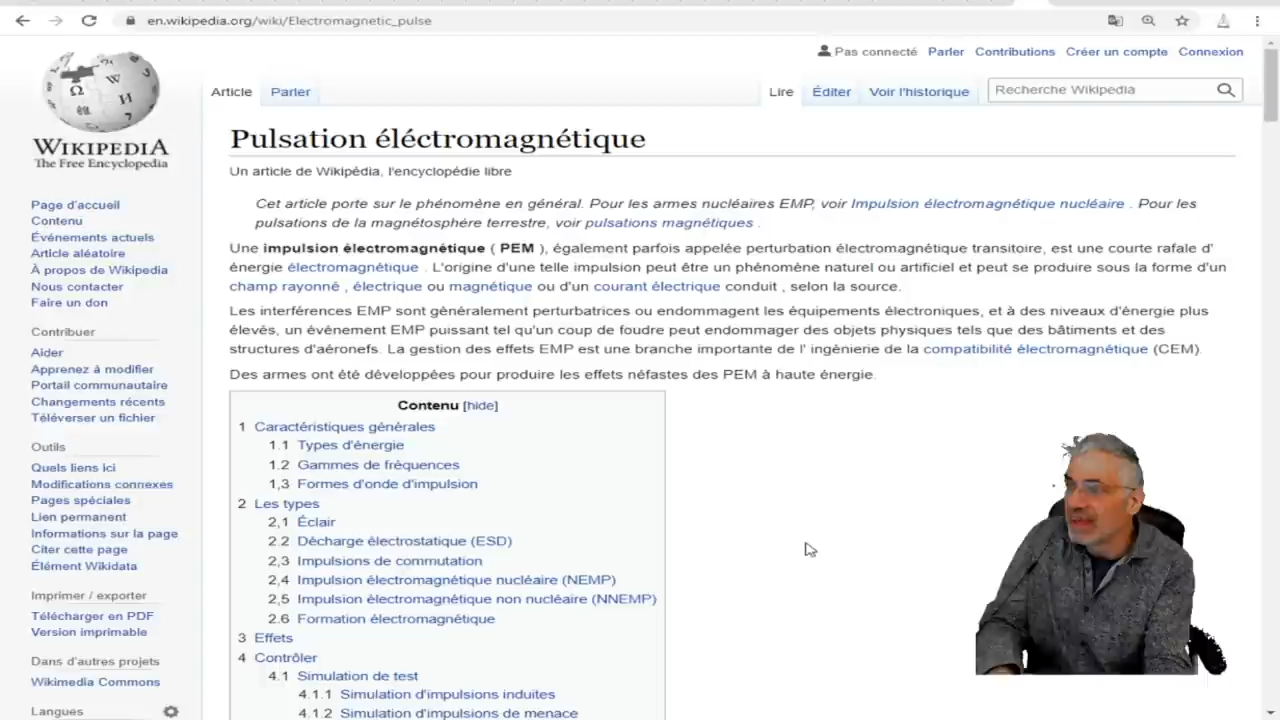 en.wikipedia.org/wiki/Electromagnetic_pulse
Pas connecté Parler Contributions Créer un compte Connexion
Article Parler Lire Éditer Voir l'historique Recherche Wikipedia
WIKIPEDIA
The Free Encyclopedia
Page d'accueil
Contenu
Événements actuels
Article aléatoire
À propos de Wikipedia
Nous contacter
Faire un don
Contribuer
Aider
Apprenez à modifier
Portail communautaire
Changements récents
Téléverser un fichier
Outils
Quels liens ici
Modifications connexes
Pages spéciales
Lien permanent
Informations sur la page
Citer cette page
Élément Wikidata
Imprimer / exporter
Télécharger en PDF
Version imprimable
Dans d'autres projets
Wikimedia Commons
Langues
Pulsation éléctromagnétique
Un article de Wikipédia, l'encyclopédie libre
Cet article porte sur le phénomène en général. Pour les armes nucléaires EMP, voir Impulsion électromagnétique nucléaire . Pour les
pulsations de la magnétosphère terrestre, voir pulsations magnétiques .
Une impulsion électromagnétique ( PEM ), également parfois appelée perturbation électromagnétique transitoire, est une courte rafale d'
énergie électromagnétique . L'origine d'une telle impulsion peut être un phénomène naturel ou artificiel et peut se produire sous la forme d'un
champ rayonné , électrique ou magnétique ou d'un courant électrique conduit , selon la source.
Les interférences EMP sont généralement perturbatrices ou endommagent les équipements électroniques, et à des niveaux d'énergie plus
élevés, un événement EMP puissant tel qu'un coup de foudre peut endommager des objets physiques tels que des bâtiments et des
structures d'aéronefs. La gestion des effets EMP est une branche importante de l' ingénierie de la compatibilité électromagnétique (CEM).
Des armes ont été développées pour produire les effets néfastes des PEM à haute énergie.
Contenu [hide]
1 Caractéristiques générales
1.1 Types d'énergie
1.2 Gammes de fréquences
1,3 Formes d'onde d'impulsion
2 Les types
2,1 Éclair
2.2 Décharge électrostatique (ESD)
2,3 Impulsions de commutation
2,4 Impulsion électromagnétique nucléaire (NEMP)
2,5 Impulsion électromagnétique non nucléaire (NNEMP)
2.6 Formation électromagnétique
3 Effets
4 Contrôler
4.1 Simulation de test
4.1.1 Simulation d'impulsions induites
4.1.2 Simulation d'impulsions de menace